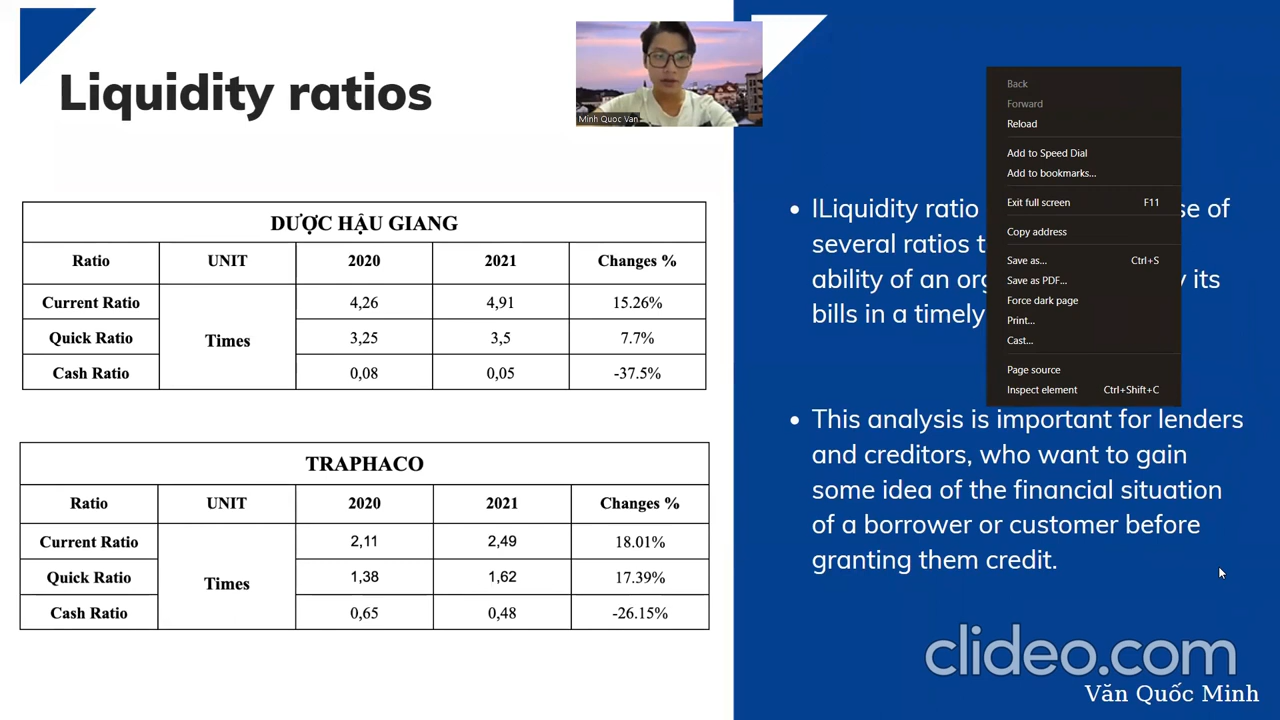 Liquidity ratios
Minh Quoc Van
DƯỢC HẬU GIANG
Ratio UNIT 2020 2021 Changes %
Current Ratio 4,26 4,91 15.26%
Quick Ratio Times 3,25 3,5 7.7%
Cash Ratio 0,08 0,05 -37.5%
TRAPHACO
Ratio UNIT 2020 2021 Changes %
Current Ratio 2,11 2,49 18.01%
Quick Ratio Times 1,38 1,62 17.39%
Cash Ratio 0,65 0,48 -26.15%
lLiquidity ratio se of
several ratios t
ability of an org y its
bills in a timely
This analysis is important for lenders
and creditors, who want to gain
some idea of the financial situation
of a borrower or customer before
granting them credit.
Back
Forward
Reload
Add to Speed Dial
Add to bookmarks...
Exit full screen F11
Copy address
Save as... Ctrl+S
Save as PDF...
Force dark page
Print...
Cast...
Page source
Inspect element Ctrl+Shift+C
clideo.com
Văn Quốc Minh